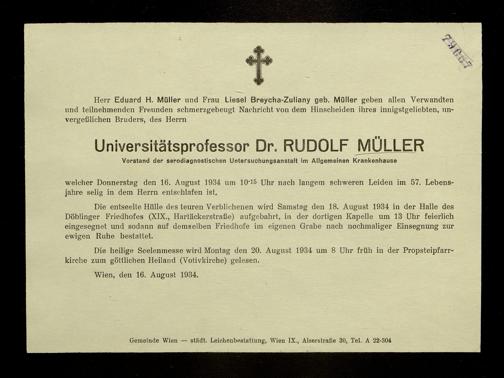 79657
Herr Eduard H. Müller und Frau Liesel Breycha-Zuliany geb. Müller geben allen Verwandten
und teilnehmenden Freunden schmerzgebeugt Nachricht von dem Hinscheiden ihres innigstgeliebten, un-
vergeßlichen Bruders, des Herrn
Universitätsprofessor Dr. RUDOLF MÜLLER
Vorstand der serodiagnostischen Untersuchungsanstalt im Allgemeinen Krankenhause
welcher Donnerstag den 16. August 1934 um 10·15 Uhr nach langem schweren Leiden im 57. Lebens-
jahre selig in dem Herrn entschlafen ist.
Die entseelte Hülle des teuren Verblichenen wird Samstag den 18. August 1934 in der Halle des
Döblinger Friedhofes (XIX., Hartäckerstraße) aufgebahrt, in der dortigen Kapelle um 13 Uhr feierlich
eingesegnet und sodann auf demselben Friedhofe im eigenen Grabe nach nochmaliger Einsegnung zur
ewigen Ruhe bestattet.
Die heilige Seelenmesse wird Montag den 20. August 1934 um 8 Uhr früh in der Propsteipfarr-
kirche zum göttlichen Heiland (Votivkirche) gelesen.
Wien, den 16. August 1934.
Gemeinde Wien — städt. Leichenbestattung, Wien IX., Alserstraße 30, Tel. A 22-504